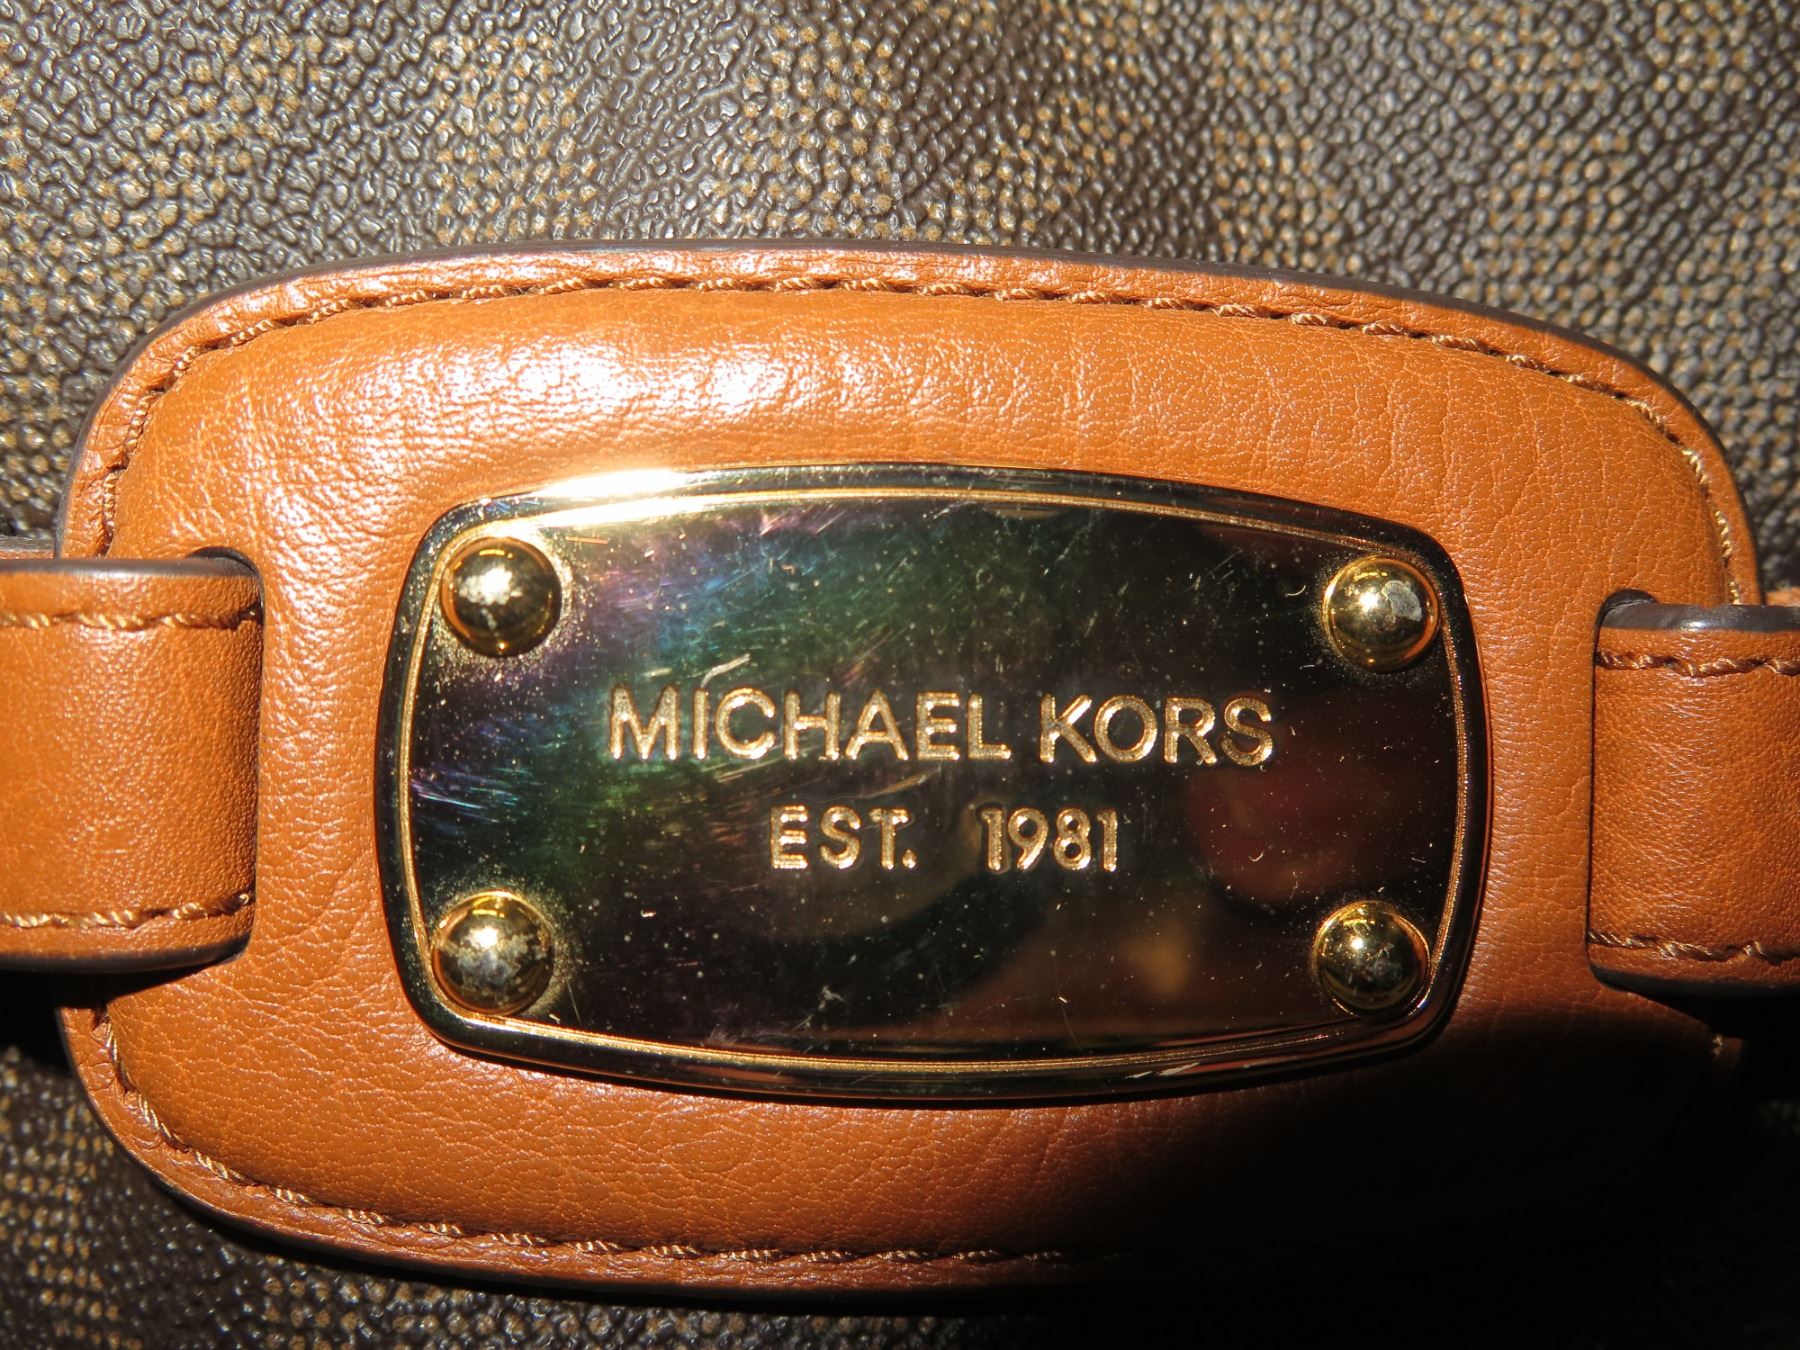 MICHAEL KORS
EST. 1981